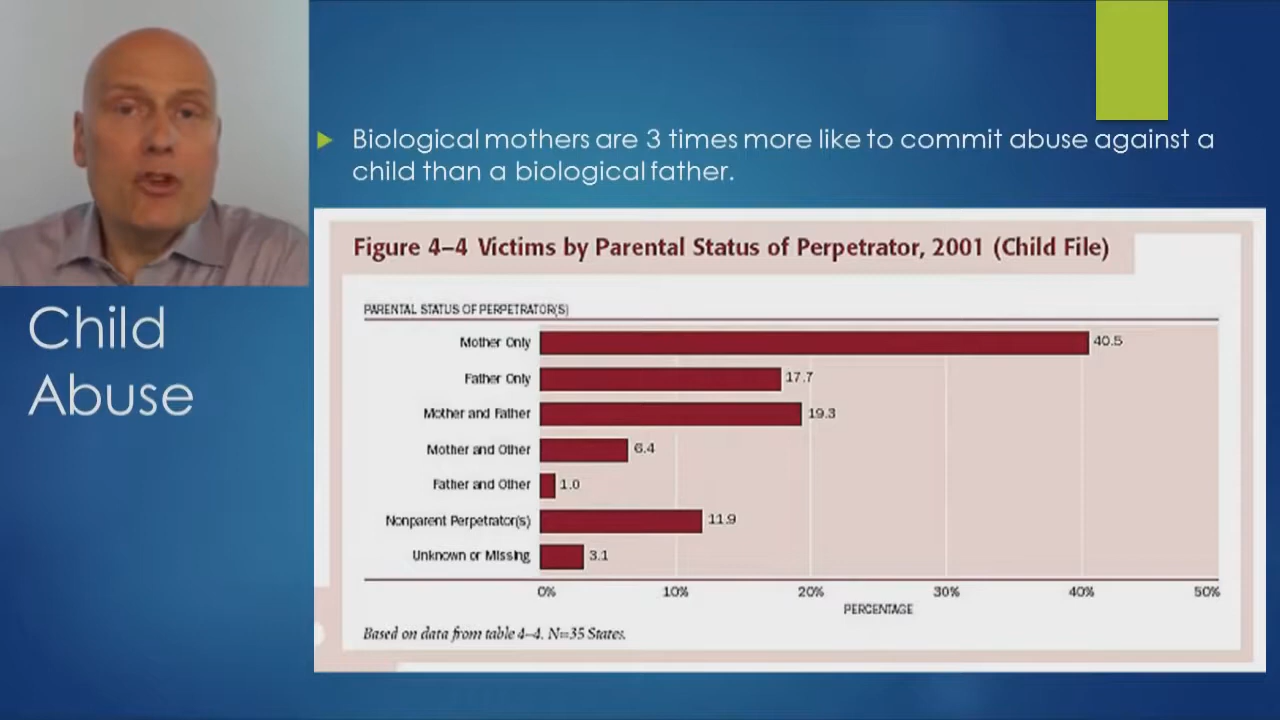 Biological mothers are 3 times more like to commit abuse against a
child than a biological father.
Child
Abuse
Figure 4–4 Victims by Parental Status of Perpetrator, 2001 (Child File)
PARENTAL STATUS OF PERPETRATOR(S)
Mother Only 40.5
Father Only 17.7
Mother and Father 19.3
Mother and Other 6.4
Father and Other 1.0
Nonparent Perpetrator(s) 11.9
Unknown or Missing 3.1
0% 10% 20% 30% 40% 50%
PERCENTAGE
Based on data from table 4–4. N=35 States.